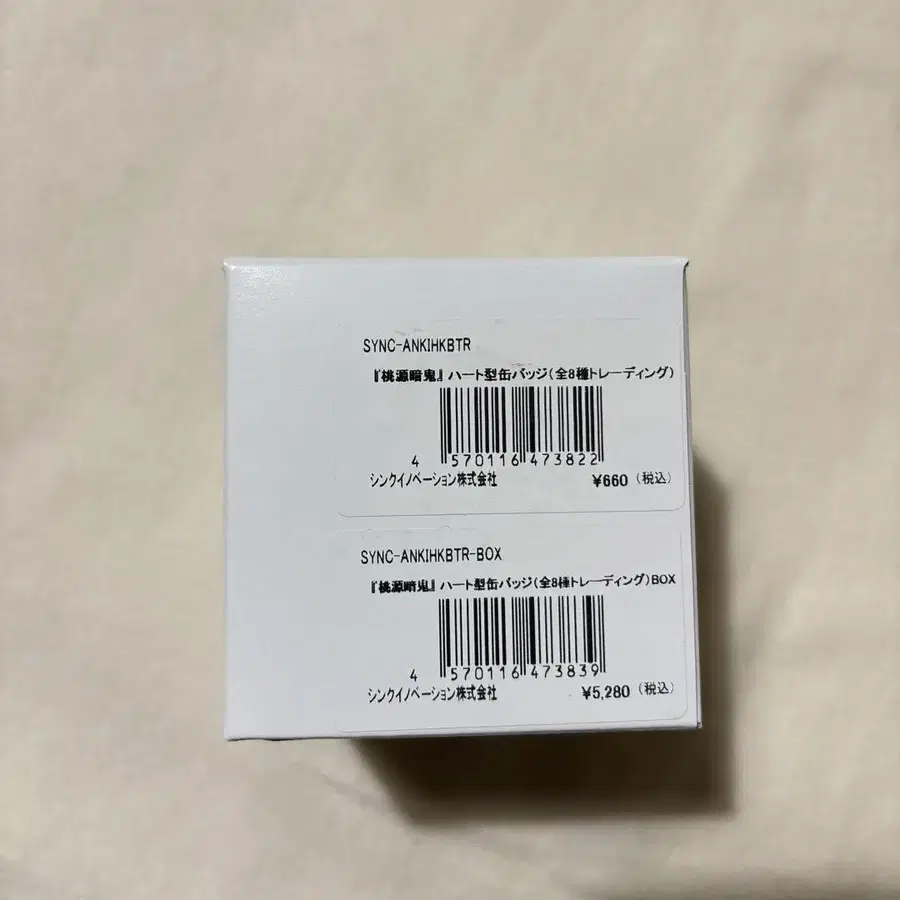 SYNC-ANKIHKBTR
『桃源暗鬼』ハート型缶バッジ(全8種トレーディング)
4 570116 473822
シンクイノベーション株式会社 ¥660 (税込)
SYNC-ANKIHKBTR-BOX
『桃源暗鬼』ハート型缶バッジ(全8種トレーディング)BOX
4 570116 473839
シンクイノベーション株式会社 ¥5,280 (税込)